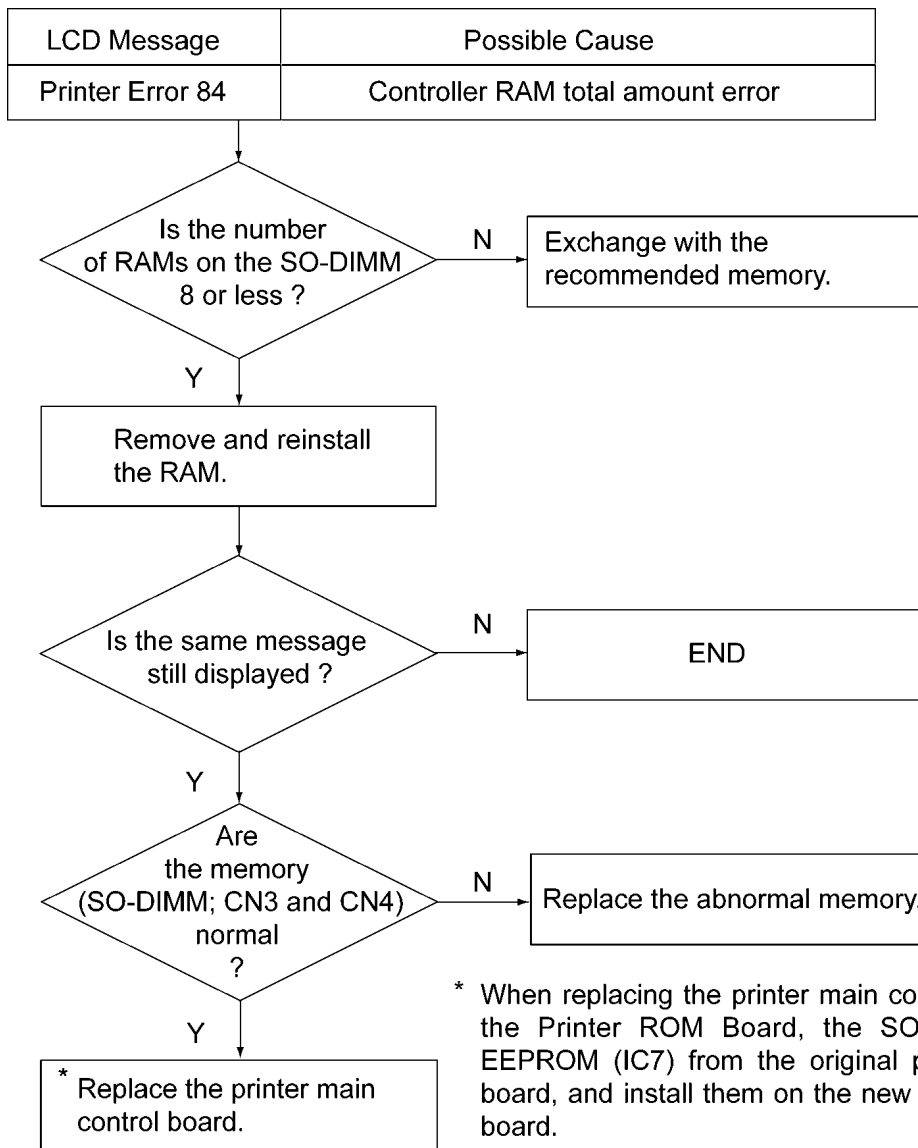 LCD Message Possible Cause
Printer Error 84 Controller RAM total amount error
Is the number
of RAMs on the SO-DIMM
8 or less ?
N
Exchange with the
recommended memory.
Y
Remove and reinstall
the RAM.
Is the same message
still displayed ?
N
END
Y
Are
the memory
(SO-DIMM; CN3 and CN4)
normal
?
N
Replace the abnormal memory.
Y
* Replace the printer main
control board.
* When replacing the printer main
the Printer ROM Board, the
EEPROM (IC7) from the original
board, and install them on the new
board.